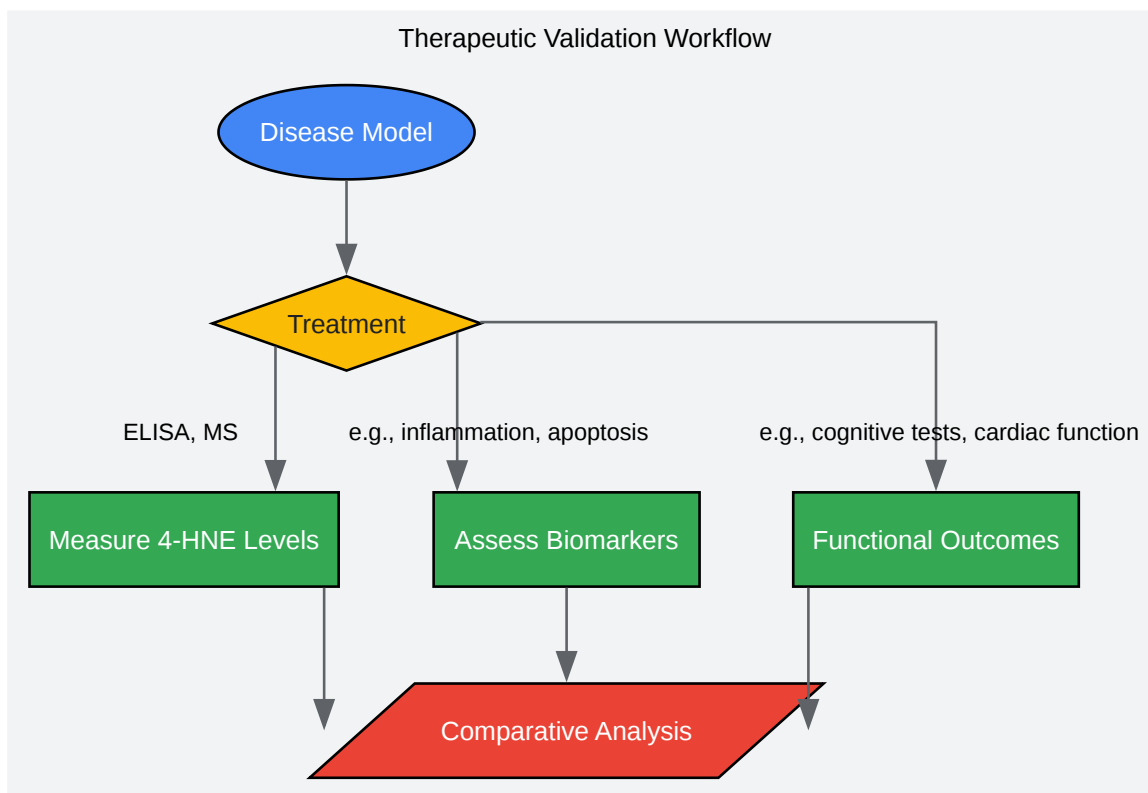 Therapeutic Validation Workflow
Disease Model
Treatment
ELISA, MS
e.g., inflammation, apoptosis
e.g., cognitive tests, cardiac function
Measure 4-HNE Levels
Assess Biomarkers
Functional Outcomes
Comparative Analysis